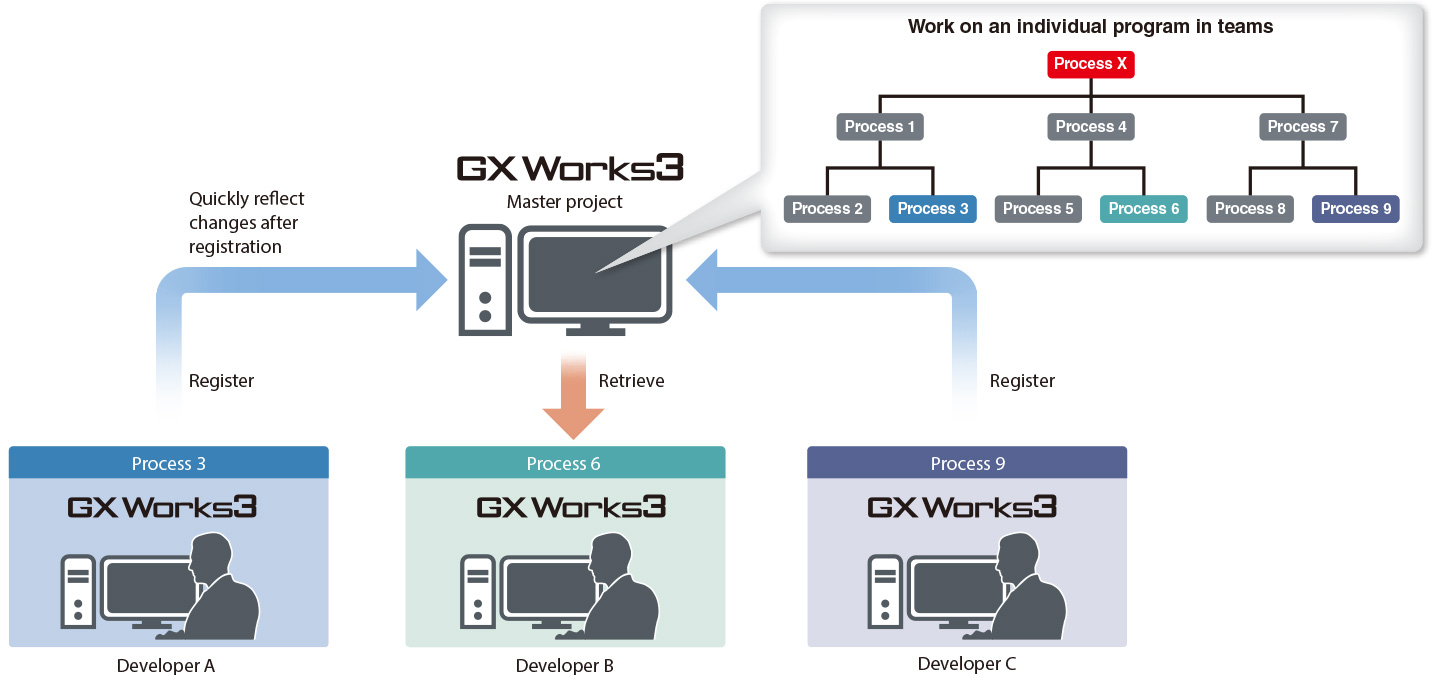 Work on an individual program in teams
Process X
Process 1
Process 4
Process 7
Process 2
Process 3
Process 5
Process 6
Process 8
Process 9
GX Works3
Master project
Quickly reflect
changes after
registration
Register
Retrieve
Register
Process 3
GX Works3
Developer A
Process 6
GX Works3
Developer B
Process 9
GX Works3
Developer C